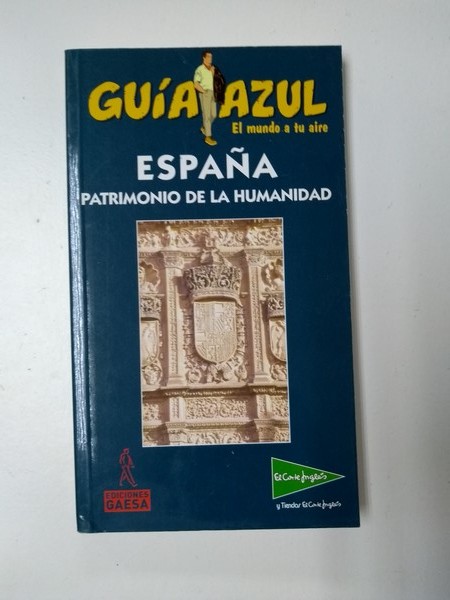 GUÍA AZUL
El mundo a tu aire
ESPAÑA
PATRIMONIO DE LA HUMANIDAD
EDICIONES
GAESA
El Corte Inglés
y Tiendas El Corte Inglés